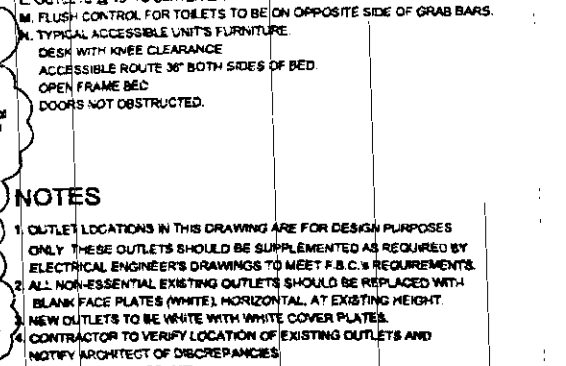 M. FLUSH CONTROL FOR TOILETS TO BE ON OPPOSITE SIDE OF GRAB BARS.
N. TYPICAL ACCESSIBLE UNIT'S FURNITURE.
DESK WITH KNEE CLEARANCE
ACCESSIBLE ROUTE 36" BOTH SIDES OF BED.
OPEN FRAME BED
DOORS NOT OBSTRUCTED.
NOTES
1. OUTLET LOCATIONS IN THIS DRAWING ARE FOR DESIGN PURPOSES
ONLY THESE OUTLETS SHOULD BE SUPPLEMENTED AS REQUIRED BY
ELECTRICAL ENGINEER'S DRAWINGS TO MEET F.B.C.'s REQUIREMENTS.
2. ALL NON-ESSENTIAL EXISTING OUTLETS SHOULD BE REPLACED WITH
BLANK FACE PLATES (WHITE), HORIZONTAL, AT EXISTING HEIGHT.
3. NEW OUTLETS TO BE WHITE WITH WHITE COVER PLATES.
4. CONTRACTOR TO VERIFY LOCATION OF EXISTING OUTLETS AND
NOTIFY ARCHITECT OF DISCREPANCIES